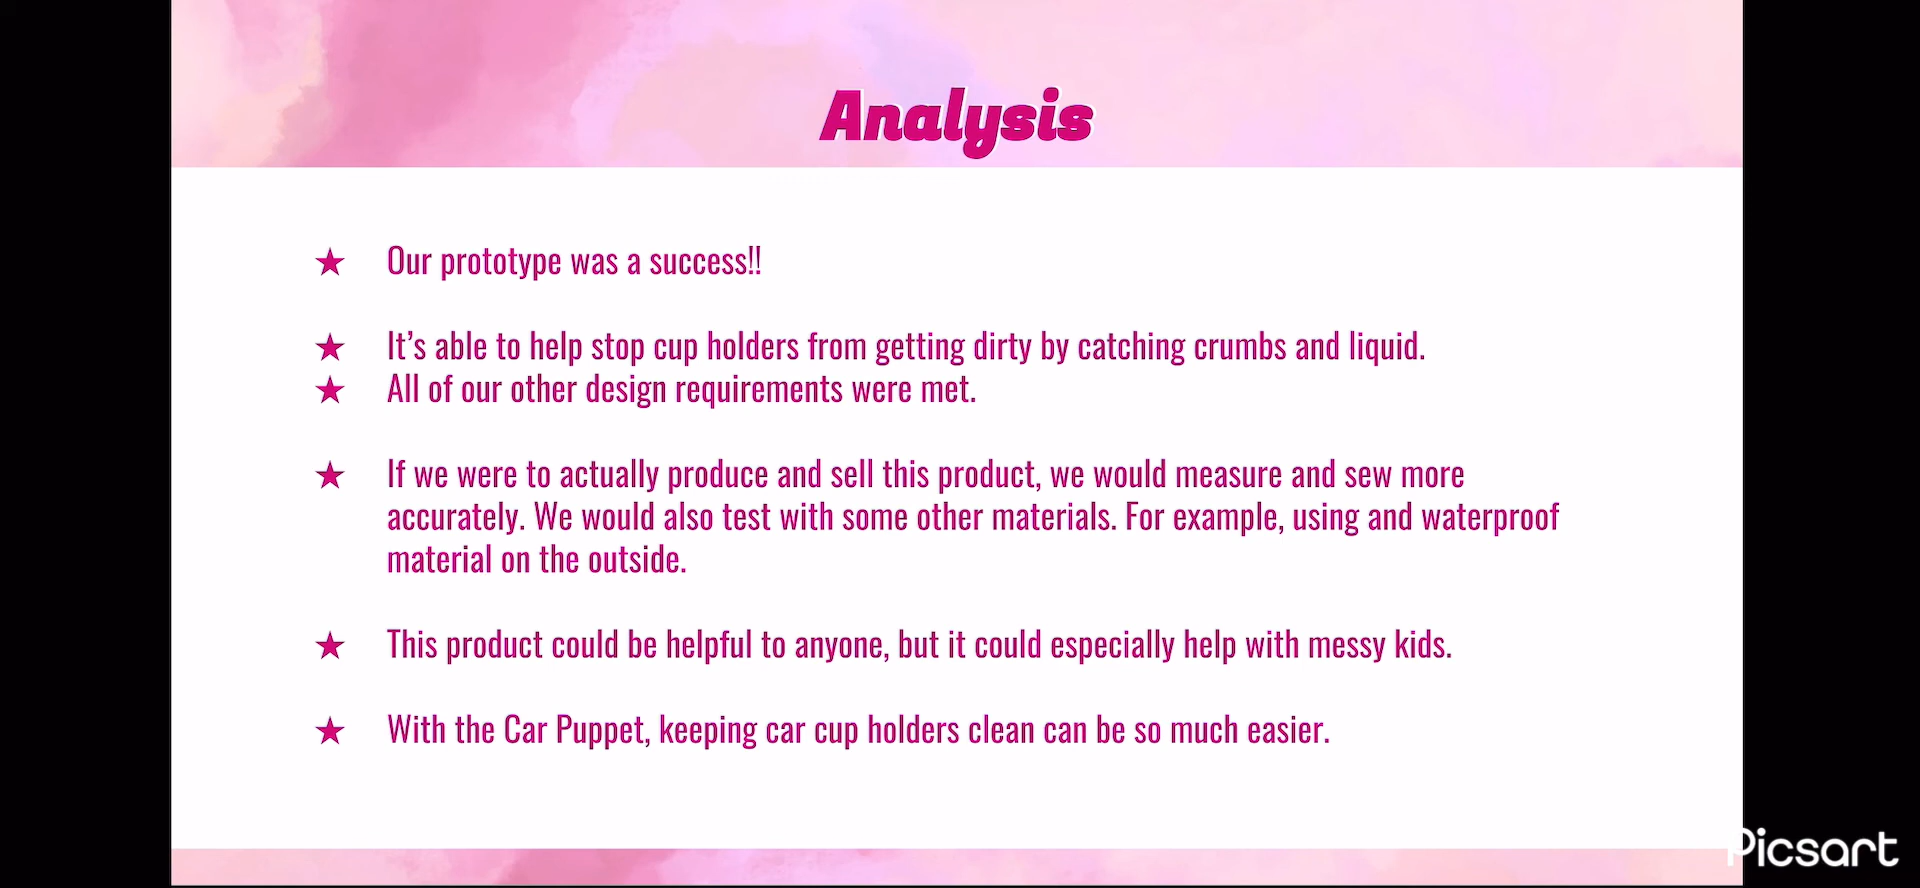 Analysis
★ Our prototype was a success!!
★ It’s able to help stop cup holders from getting dirty by catching crumbs and liquid.
★ All of our other design requirements were met.
★ If we were to actually produce and sell this product, we would measure and sew more
accurately. We would also test with some other materials. For example, using and waterproof
material on the outside.
★ This product could be helpful to anyone, but it could especially help with messy kids.
★ With the Car Puppet, keeping car cup holders clean can be so much easier.
Picsart